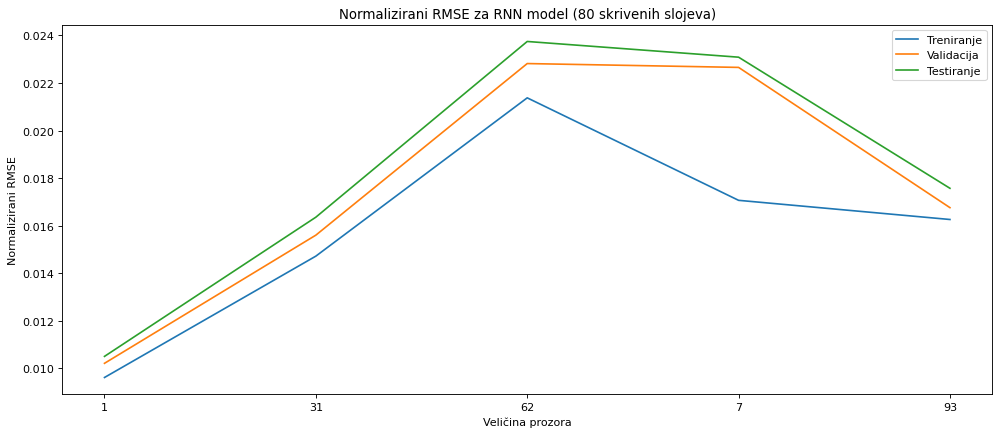 Normalizirani RMSE za RNN model (80 skrivenih slojeva)
Treniranje
Validacija
Testiranje
Normalizirani RMSE
0.024
0.022
0.020
0.018
0.016
0.014
0.012
0.010
1 31 62 7 93
Veličina prozora